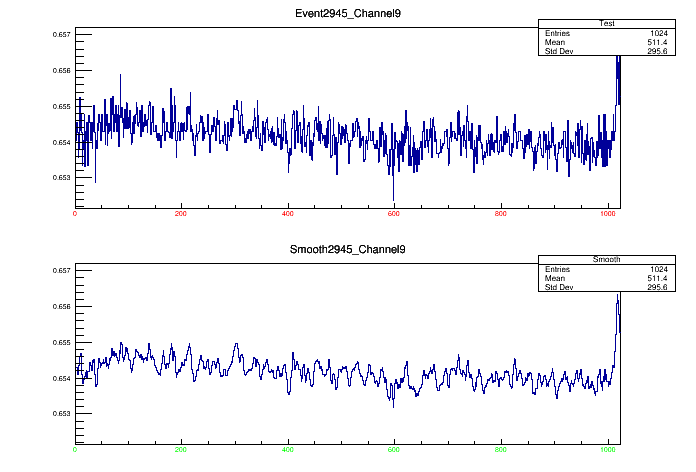 Event2945_Channel9
Test
Entries 1024
Mean 511.4
Std Dev 295.6
0.657
0.656
0.655
0.654
0.653
0 200 400 600 800 1000
Smooth2945_Channel9
Smooth
Entries 1024
Mean 511.4
Std Dev 295.6
0.657
0.656
0.655
0.654
0.653
0 200 400 600 800 1000